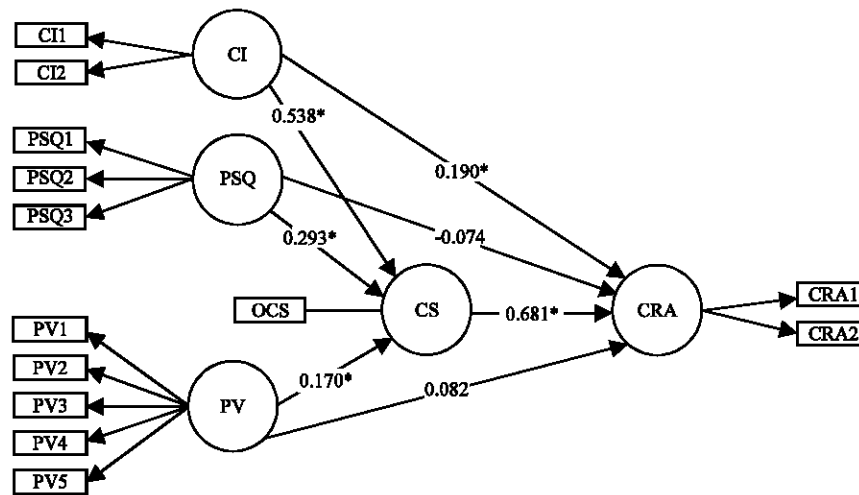 CI1
CI2
CI
0.538*
PSQ1
PSQ2
PSQ3
PSQ
0.190*
0.293*
-0.074
OCS
CS
0.681*
CRA
CRA1
CRA2
PV1
PV2
PV3
PV4
PV5
PV
0.170*
0.082